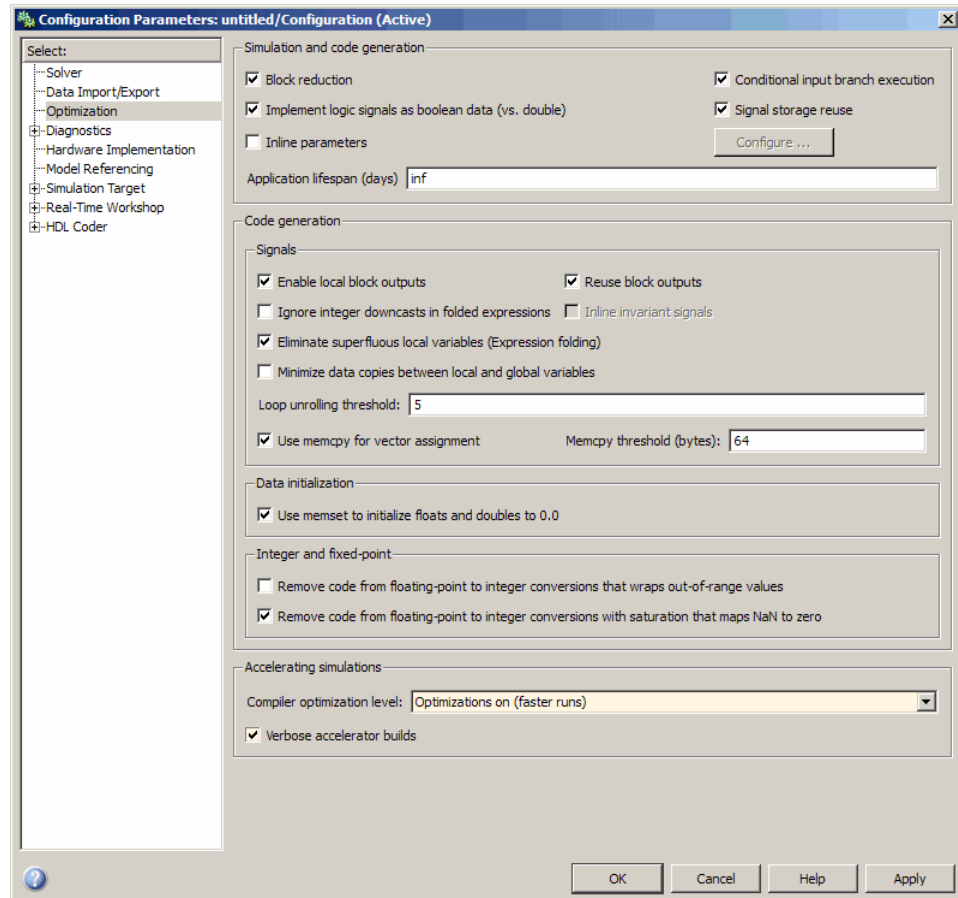 Configuration Parameters: untitled/Configuration (Active)
Select:
Solver
Data Import/Export
Optimization
Diagnostics
Hardware Implementation
Model Referencing
Simulation Target
Real-Time Workshop
HDL Coder
Simulation and code generation
Block reduction
Conditional input branch execution
Implement logic signals as boolean data (vs. double)
Signal storage reuse
Inline parameters
Configure ...
Application lifespan (days) inf
Code generation
Signals
Enable local block outputs
Reuse block outputs
Ignore integer downcasts in folded expressions
Inline invariant signals
Eliminate superfluous local variables (Expression folding)
Minimize data copies between local and global variables
Loop unrolling threshold: 5
Use memcpy for vector assignment
Memcpy threshold (bytes): 64
Data initialization
Use memset to initialize floats and doubles to 0.0
Integer and fixed-point
Remove code from floating-point to integer conversions that wraps out-of-range values
Remove code from floating-point to integer conversions with saturation that maps NaN to zero
Accelerating simulations
Compiler optimization level: Optimizations on (faster runs)
Verbose accelerator builds
OK
Cancel
Help
Apply